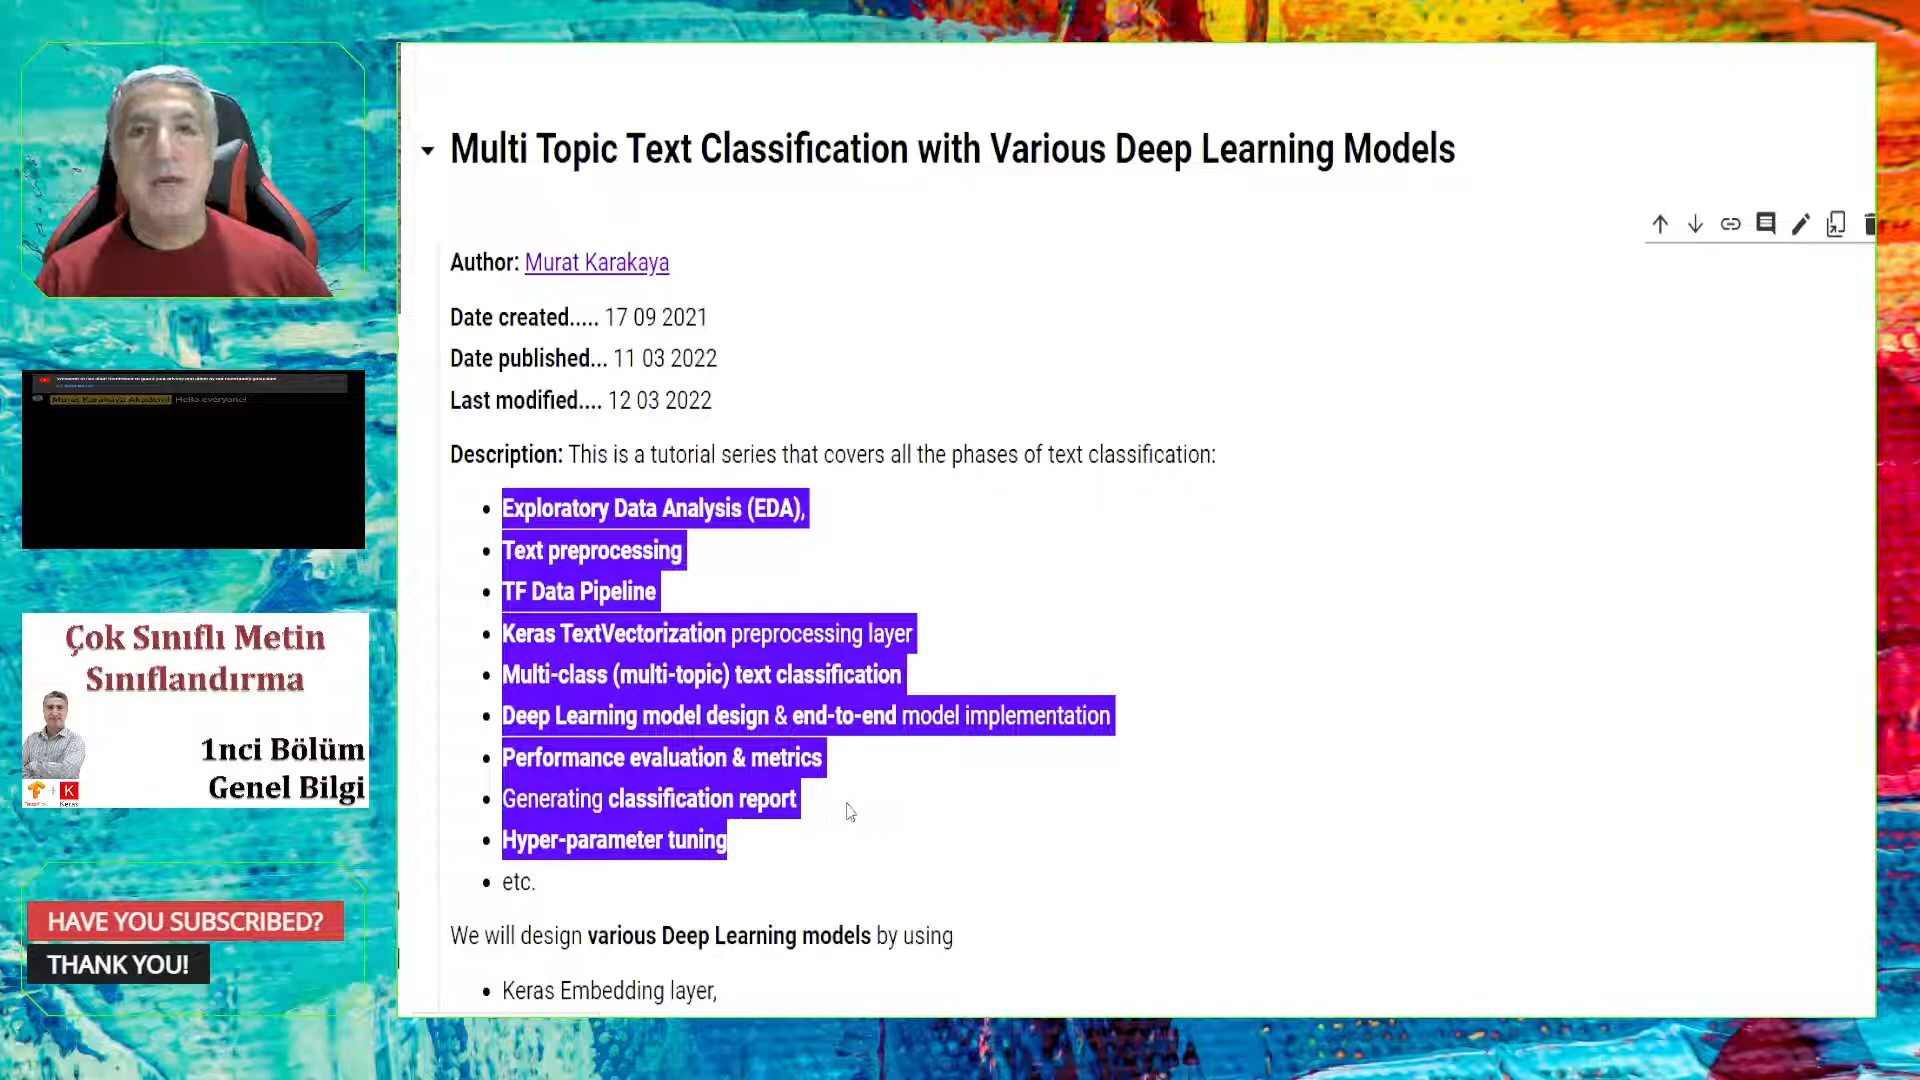 Multi Topic Text Classification with Various Deep Learning Models
Author: Murat Karakaya
Date created..... 17 09 2021
Date published... 11 03 2022
Last modified.... 12 03 2022
Description: This is a tutorial series that covers all the phases of text classification:
Exploratory Data Analysis (EDA),
Text preprocessing
TF Data Pipeline
Keras TextVectorization preprocessing layer
Multi-class (multi-topic) text classification
Deep Learning model design & end-to-end model implementation
Performance evaluation & metrics
Generating classification report
Hyper-parameter tuning
etc.
We will design various Deep Learning models by using
Keras Embedding layer,
Murat Karakaya Akademi Hello everyone!
Çok Sınıflı Metin
Sınıflandırma
1nci Bölüm
Genel Bilgi
K
Keras
HAVE YOU SUBSCRIBED?
THANK YOU!